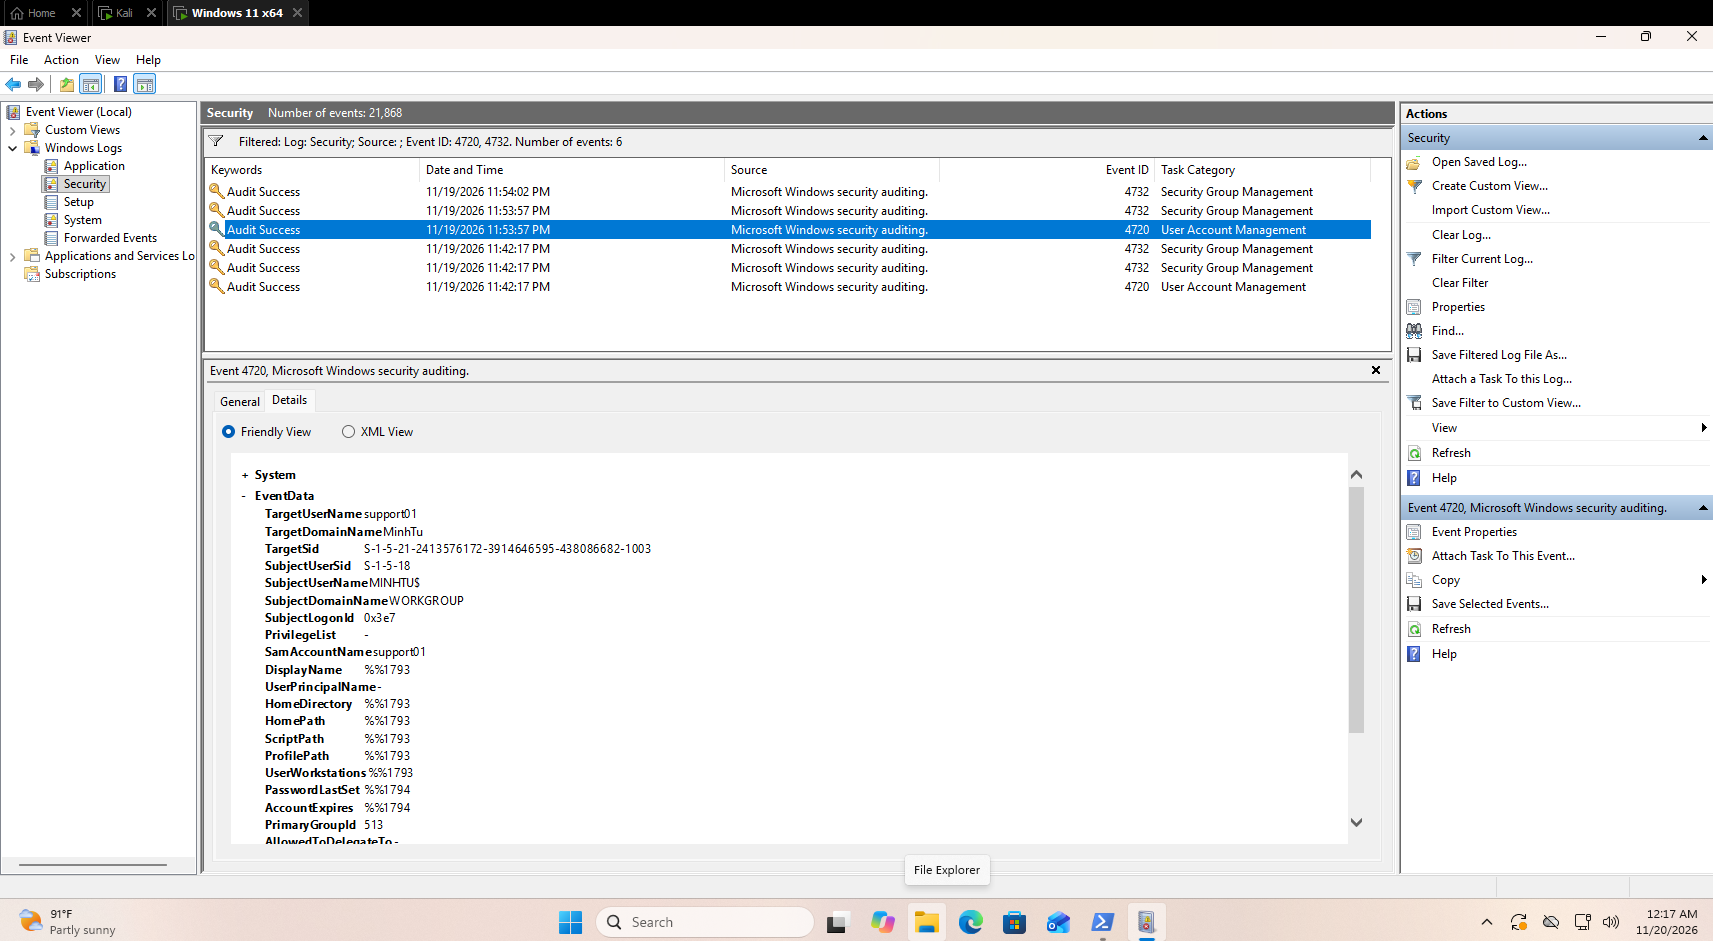 Home
Kali
Windows 11 x64
Event Viewer
File Action View Help
Event Viewer (Local)
Custom Views
Windows Logs
Application
Security
Setup
System
Forwarded Events
Applications and Services Lo
Subscriptions
Security Number of events: 21,868
Filtered: Log: Security; Source: ; Event ID: 4720, 4732. Number of events: 6
Keywords Date and Time Source Event ID Task Category
Audit Success 11/19/2026 11:54:02 PM Microsoft Windows security auditing. 4732 Security Group Management
Audit Success 11/19/2026 11:53:57 PM Microsoft Windows security auditing. 4732 Security Group Management
Audit Success 11/19/2026 11:53:57 PM Microsoft Windows security auditing. 4720 User Account Management
Audit Success 11/19/2026 11:42:17 PM Microsoft Windows security auditing. 4732 Security Group Management
Audit Success 11/19/2026 11:42:17 PM Microsoft Windows security auditing. 4732 Security Group Management
Audit Success 11/19/2026 11:42:17 PM Microsoft Windows security auditing. 4720 User Account Management
Event 4720, Microsoft Windows security auditing.
General Details
Friendly View XML View
+ System
- EventData
TargetUserName support01
TargetDomainName MinhTu
TargetSid S-1-5-21-2413576172-3914646595-438086682-1003
SubjectUserSid S-1-5-18
SubjectUserName MINHTU$
SubjectDomainName WORKGROUP
SubjectLogonId 0x3e7
PrivilegeList -
SamAccountName support01
DisplayName %%1793
UserPrincipalName -
HomeDirectory %%1793
HomePath %%1793
ScriptPath %%1793
ProfilePath %%1793
UserWorkstations %%1793
PasswordLastSet %%1794
AccountExpires %%1794
PrimaryGroupId 513
AllowedToDelegateTo -
Actions
Security
Open Saved Log...
Create Custom View...
Import Custom View...
Clear Log...
Filter Current Log...
Clear Filter
Properties
Find...
Save Filtered Log File As...
Attach a Task To this Log...
Save Filter to Custom View...
View
Refresh
Help
Event 4720, Microsoft Windows security auditing.
Event Properties
Attach Task To This Event...
Copy
Save Selected Events...
Refresh
Help
File Explorer
91°F
Partly sunny
Search
12:17 AM
11/20/2026